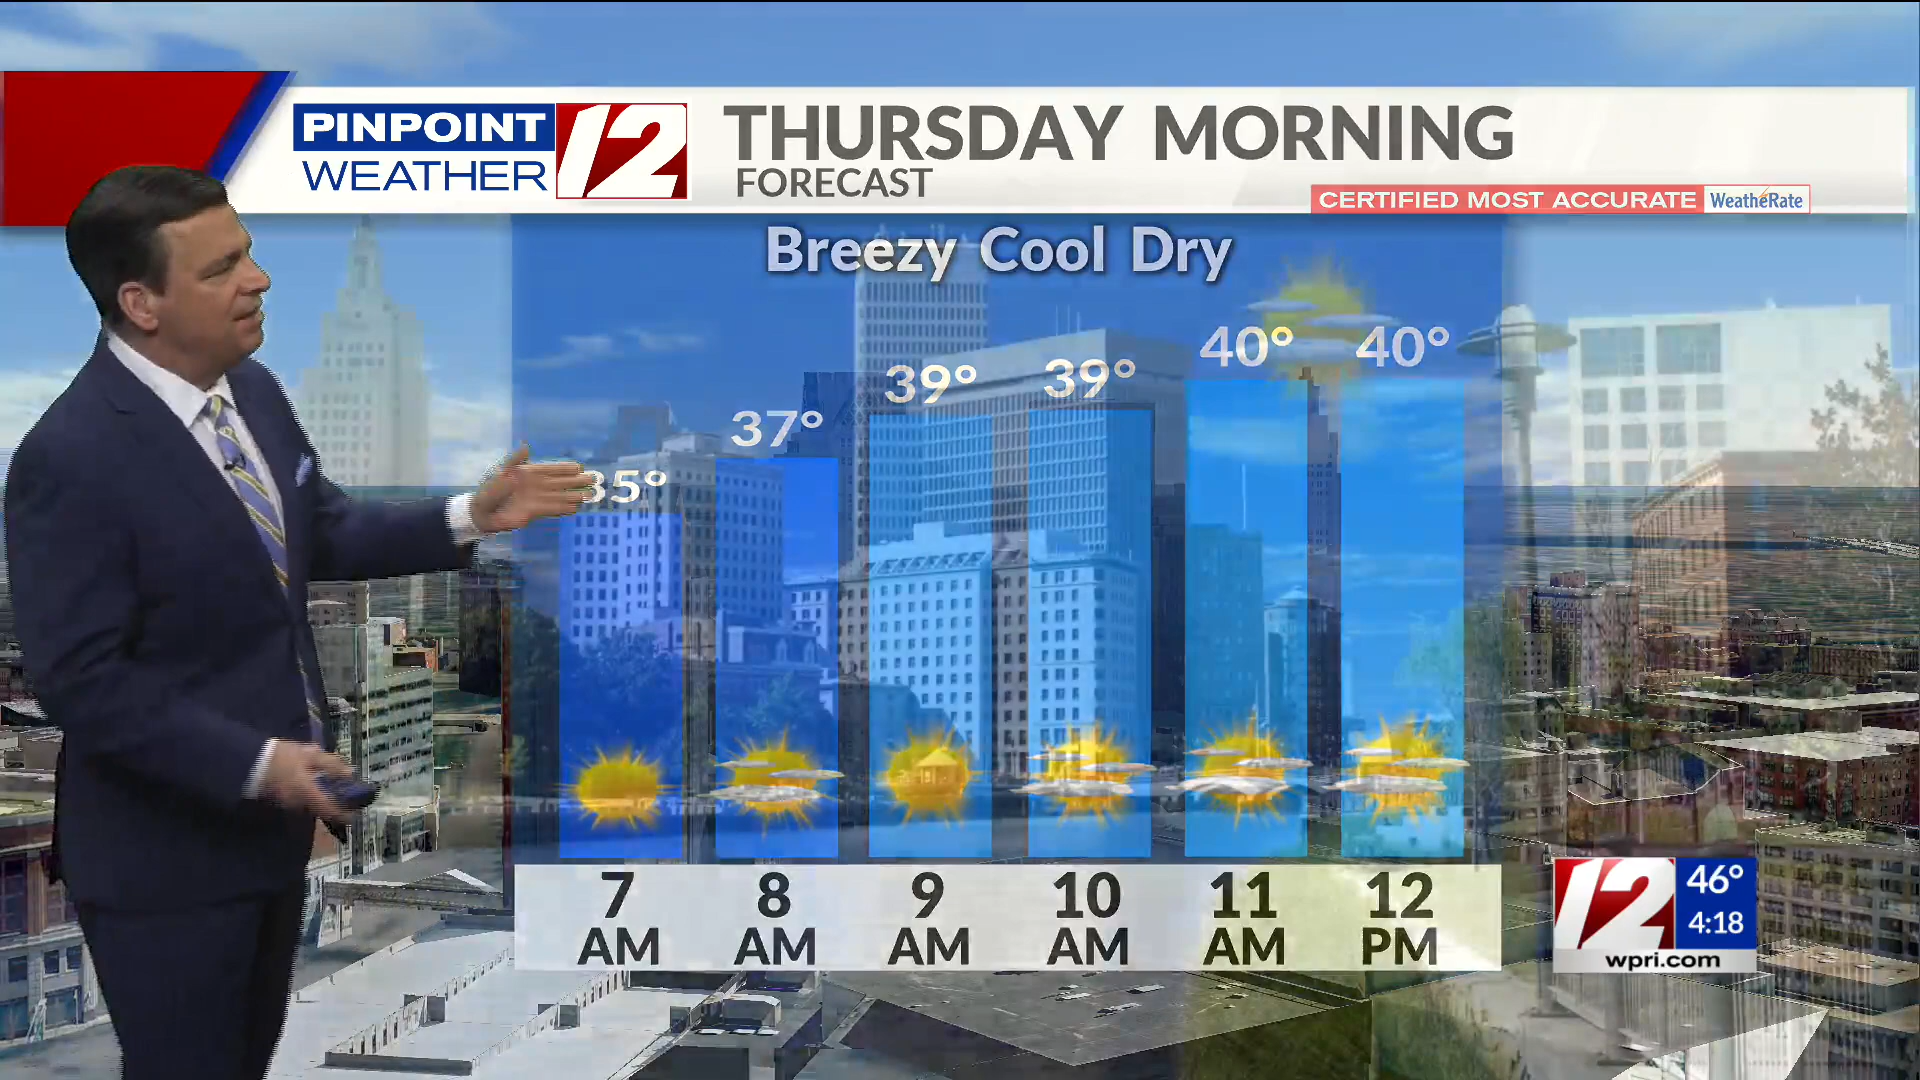 PINPOINT
WEATHER
12
THURSDAY MORNING
FORECAST
CERTIFIED MOST ACCURATE WeatheRate
Breezy Cool Dry
35° 37° 39° 39° 40° 40°
7 AM
8 AM
9 AM
10 AM
11 AM
12 PM
12
46°
4:18
wpri.com